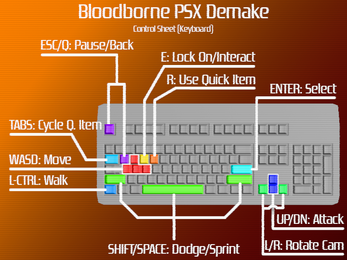 Bloodborne PSX Demake
Control Sheet (Keyboard)
ESC/Q: Pause/Back
E: Lock On/Interact
R: Use Quick Item
ENTER: Select
TABS: Cycle Q. Item
WASD: Move
L-CTRL: Walk
UP/DN: Attack
L/R: Rotate Cam
SHIFT/SPACE: Dodge/Sprint